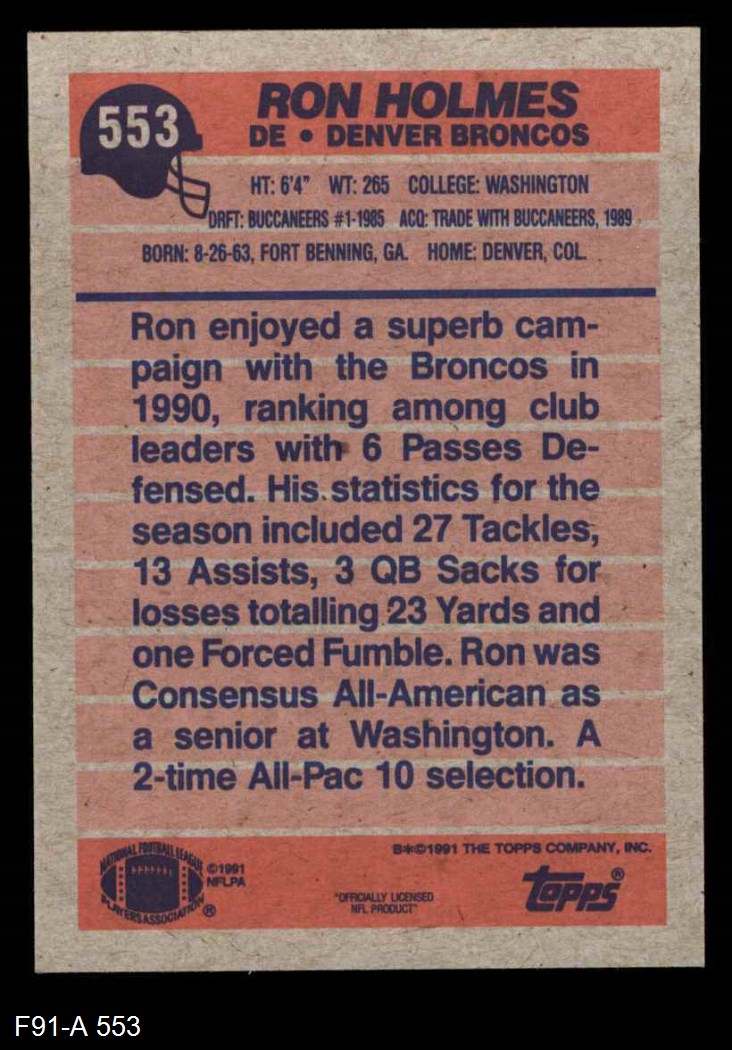 553
RON HOLMES
DE • DENVER BRONCOS
HT: 6'4" WT: 265 COLLEGE: WASHINGTON
DRFT: BUCCANEERS #1-1985 ACQ: TRADE WITH BUCCANEERS, 1989
BORN: 8-26-63, FORT BENNING, GA. HOME: DENVER, COL.
Ron enjoyed a superb cam-
paign with the Broncos in
1990, ranking among club
leaders with 6 Passes De-
fensed. His statistics for the
season included 27 Tackles,
13 Assists, 3 QB Sacks for
losses totalling 23 Yards and
one Forced Fumble. Ron was
Consensus All-American as
a senior at Washington. A
2-time All-Pac 10 selection.
NATIONAL FOOTBALL LEAGUE
PLAYERS ASSOCIATION ®
©1991
NFLPA
"OFFICIALLY LICENSED
NFL PRODUCT"
B*©1991 THE TOPPS COMPANY, INC.
topps®
F91-A 553